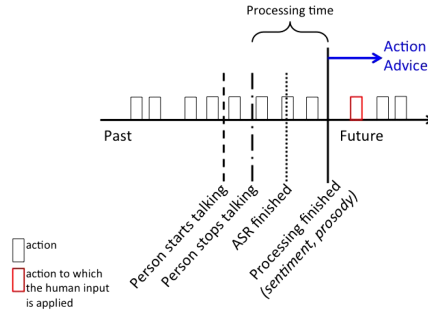 Processing time
Action
Advice
Past
Future
Person starts talking
Person stops talking
ASR finished
Processing finished
(sentiment, prosody)
action
action to which
the human input
is applied